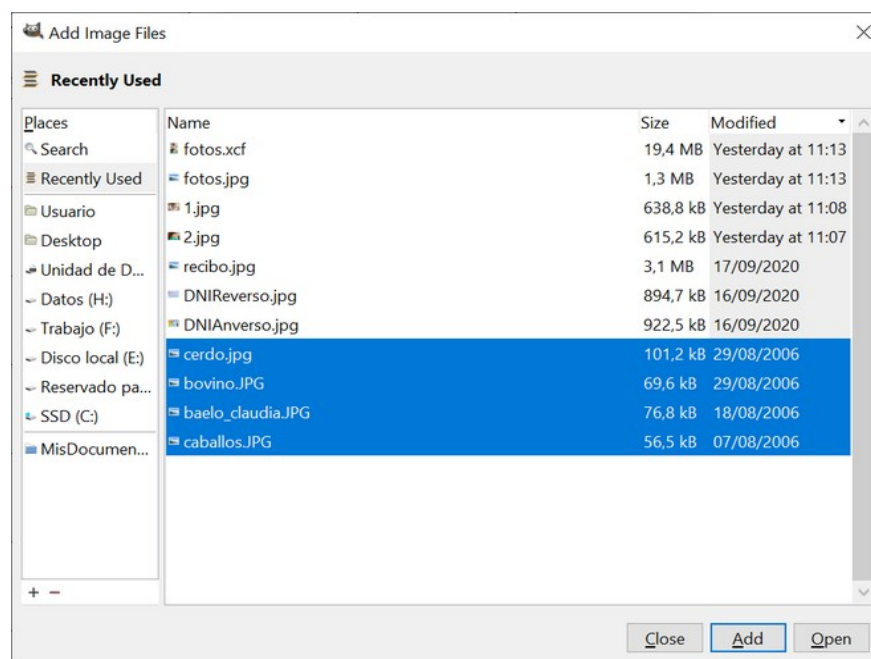 Add Image Files
Recently Used
Places
Search
Recently Used
Usuario
Desktop
Unidad de D...
Datos (H:)
Trabajo (F:)
Disco local (E:)
Reservado pa...
SSD (C:)
MisDocumen...
Name Size Modified
fotos.xcf 19,4 MB Yesterday at 11:13
fotos.jpg 1,3 MB Yesterday at 11:13
1.jpg 638,8 kB Yesterday at 11:08
2.jpg 615,2 kB Yesterday at 11:07
recibo.jpg 3,1 MB 17/09/2020
DNIReverso.jpg 894,7 kB 16/09/2020
DNIAnverso.jpg 922,5 kB 16/09/2020
cerdo.jpg 101,2 kB 29/08/2006
bovino.JPG 69,6 kB 29/08/2006
baelo_claudia.JPG 76,8 kB 18/08/2006
caballos.JPG 56,5 kB 07/08/2006
Close Add Open